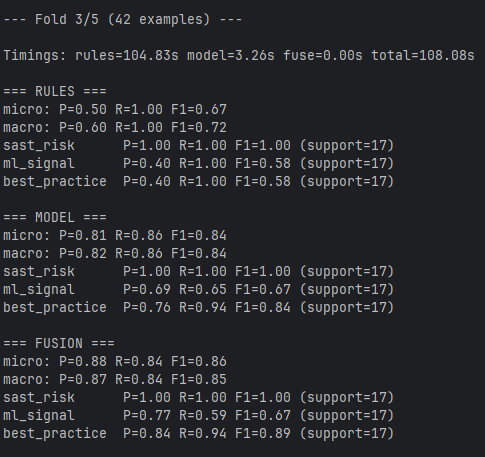 --- Fold 3/5 (42 examples) ---
Timings: rules=104.83s model=3.26s fuse=0.00s total=108.08s
=== RULES ===
micro: P=0.50 R=1.00 F1=0.67
macro: P=0.60 R=1.00 F1=0.72
sast_risk      P=1.00 R=1.00 F1=1.00 (support=17)
ml_signal      P=0.40 R=1.00 F1=0.58 (support=17)
best_practice  P=0.40 R=1.00 F1=0.58 (support=17)
=== MODEL ===
micro: P=0.81 R=0.86 F1=0.84
macro: P=0.82 R=0.86 F1=0.84
sast_risk      P=1.00 R=1.00 F1=1.00 (support=17)
ml_signal      P=0.69 R=0.65 F1=0.67 (support=17)
best_practice  P=0.76 R=0.94 F1=0.84 (support=17)
=== FUSION ===
micro: P=0.88 R=0.84 F1=0.86
macro: P=0.87 R=0.84 F1=0.85
sast_risk      P=1.00 R=1.00 F1=1.00 (support=17)
ml_signal      P=0.77 R=0.59 F1=0.67 (support=17)
best_practice  P=0.84 R=0.94 F1=0.89 (support=17)